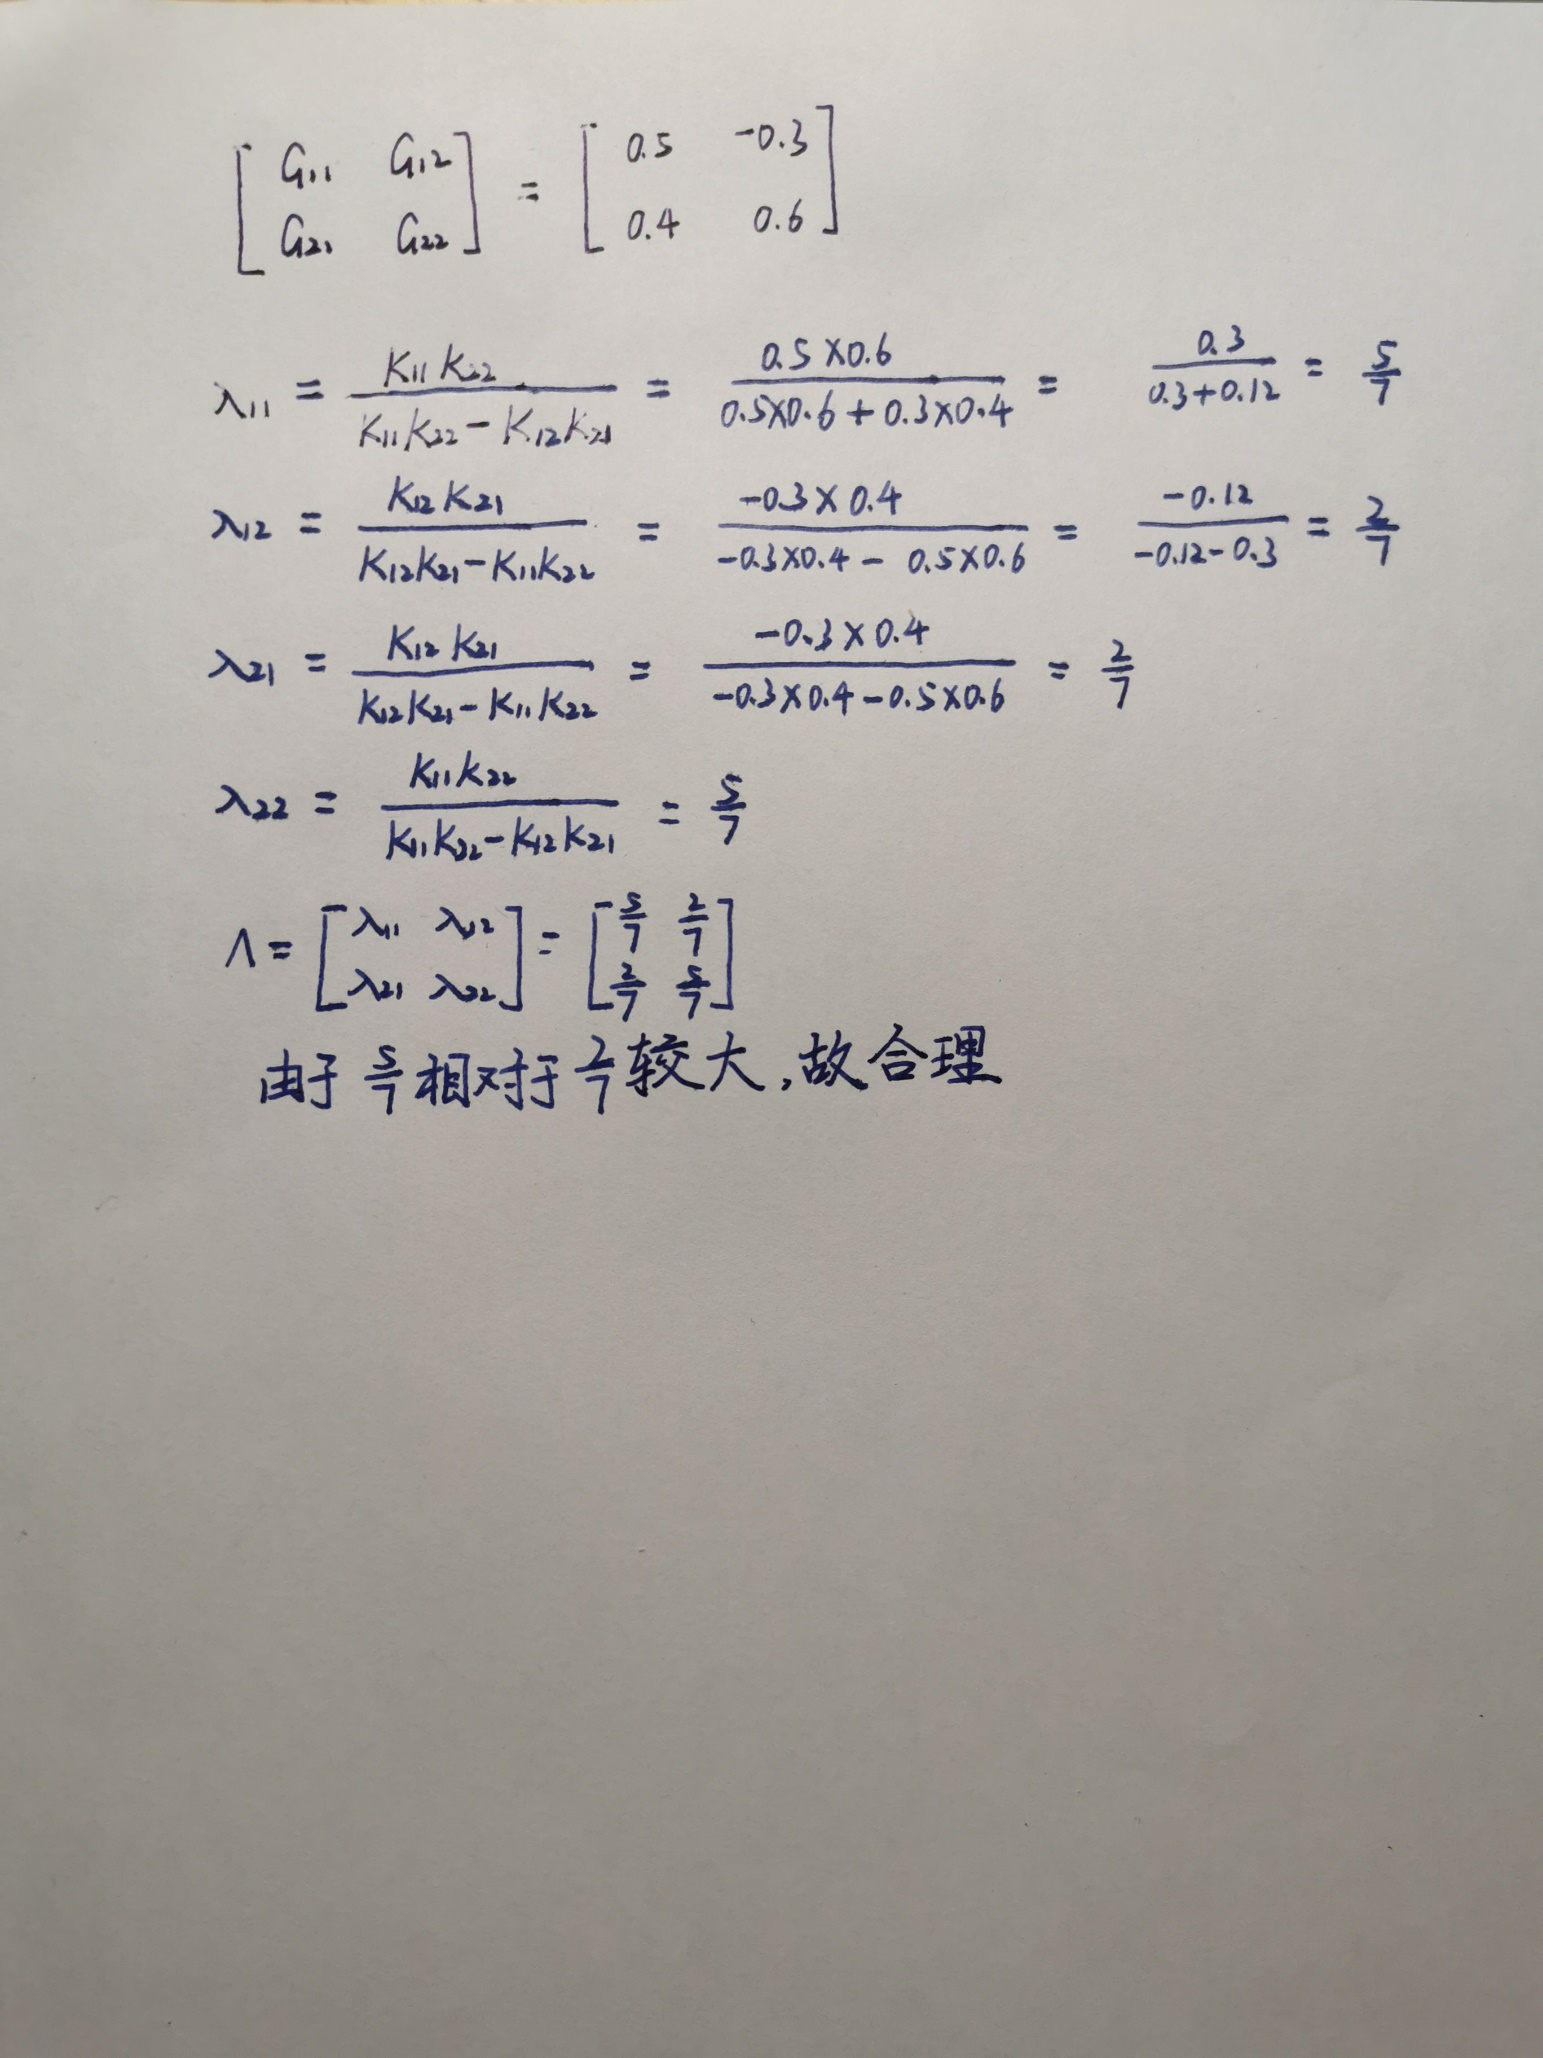 [ G₁₁ G₁₂ ; G₂₁ G₂₂ ] = [ 0.5 -0.3 ; 0.4 0.6 ]
λ₁₁ = K₁₁K₂₂ / (K₁₁K₂₂ - K₁₂K₂₁) = 0.5×0.6 / (0.5×0.6 + 0.3×0.4) = 0.3 / (0.3+0.12) = 5/7
λ₁₂ = K₁₂K₂₁ / (K₁₂K₂₁ - K₁₁K₂₂) = -0.3×0.4 / (-0.3×0.4 - 0.5×0.6) = -0.12 / (-0.12-0.3) = 2/7
λ₂₁ = K₁₂K₂₁ / (K₁₂K₂₁ - K₁₁K₂₂) = -0.3×0.4 / (-0.3×0.4 - 0.5×0.6) = 2/7
λ₂₂ = K₁₁K₂₂ / (K₁₁K₂₂ - K₁₂K₂₁) = 5/7
Λ = [ λ₁₁ λ₁₂ ; λ₂₁ λ₂₂ ] = [ 5/7 2/7 ; 2/7 5/7 ]
由于 5/7 相对于 2/7 较大,故合理